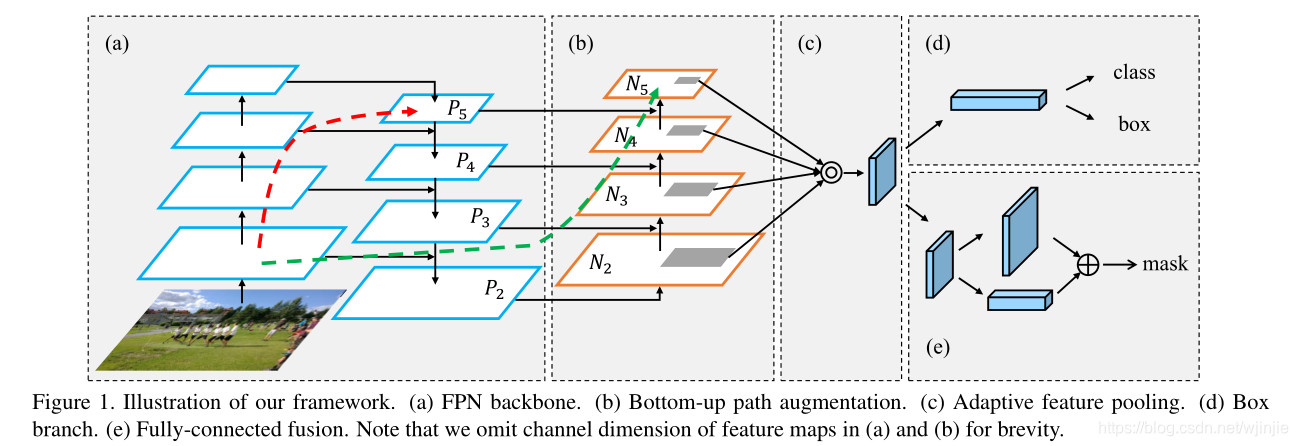 (a)
(b)
(c)
(d)
P5
P4
P3
P2
N5
N4
N3
N2
class
box
mask
(e)
Figure 1. Illustration of our framework. (a) FPN backbone. (b) Bottom-up path augmentation. (c) Adaptive feature pooling. (d) Box
branch. (e) Fully-connected fusion. Note that we omit channel dimension of feature maps in (a) and (b) for brevity.
https://blog.csdn.net/wjinjie